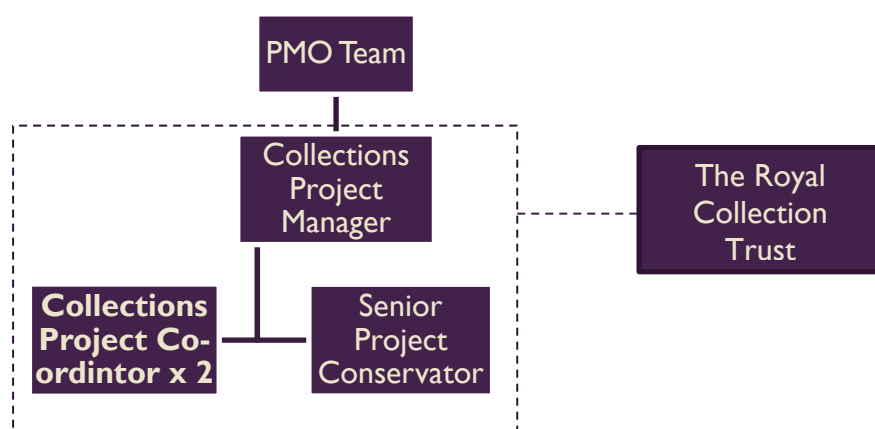 PMO Team
Collections
Project
Manager
The Royal
Collection
Trust
Collections
Project Co-
ordintor x 2
Senior
Project
Conservator